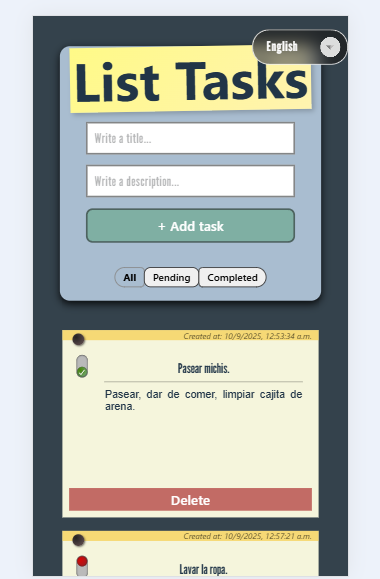 English
List Tasks
Write a title...
Write a description...
+ Add task
All Pending Completed
Created at: 10/9/2025, 12:53:34 a.m.
Pasear michis.
Pasear, dar de comer, limpiar cajita de
arena.
Delete
Created at: 10/9/2025, 12:57:21 a.m.
Lavar la ropa.